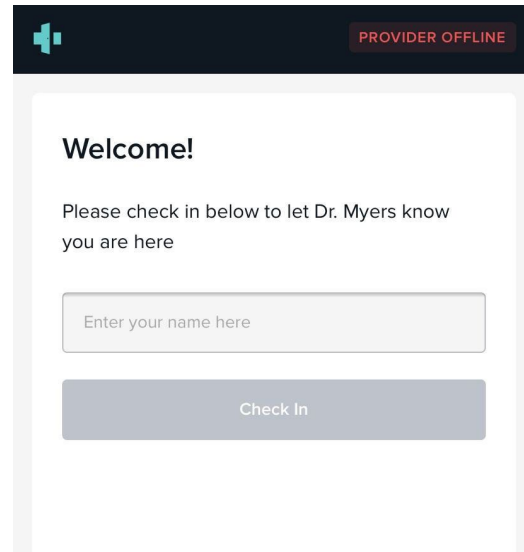 PROVIDER OFFLINE
Welcome!
Please check in below to let Dr. Myers know
you are here
Enter your name here
Check In